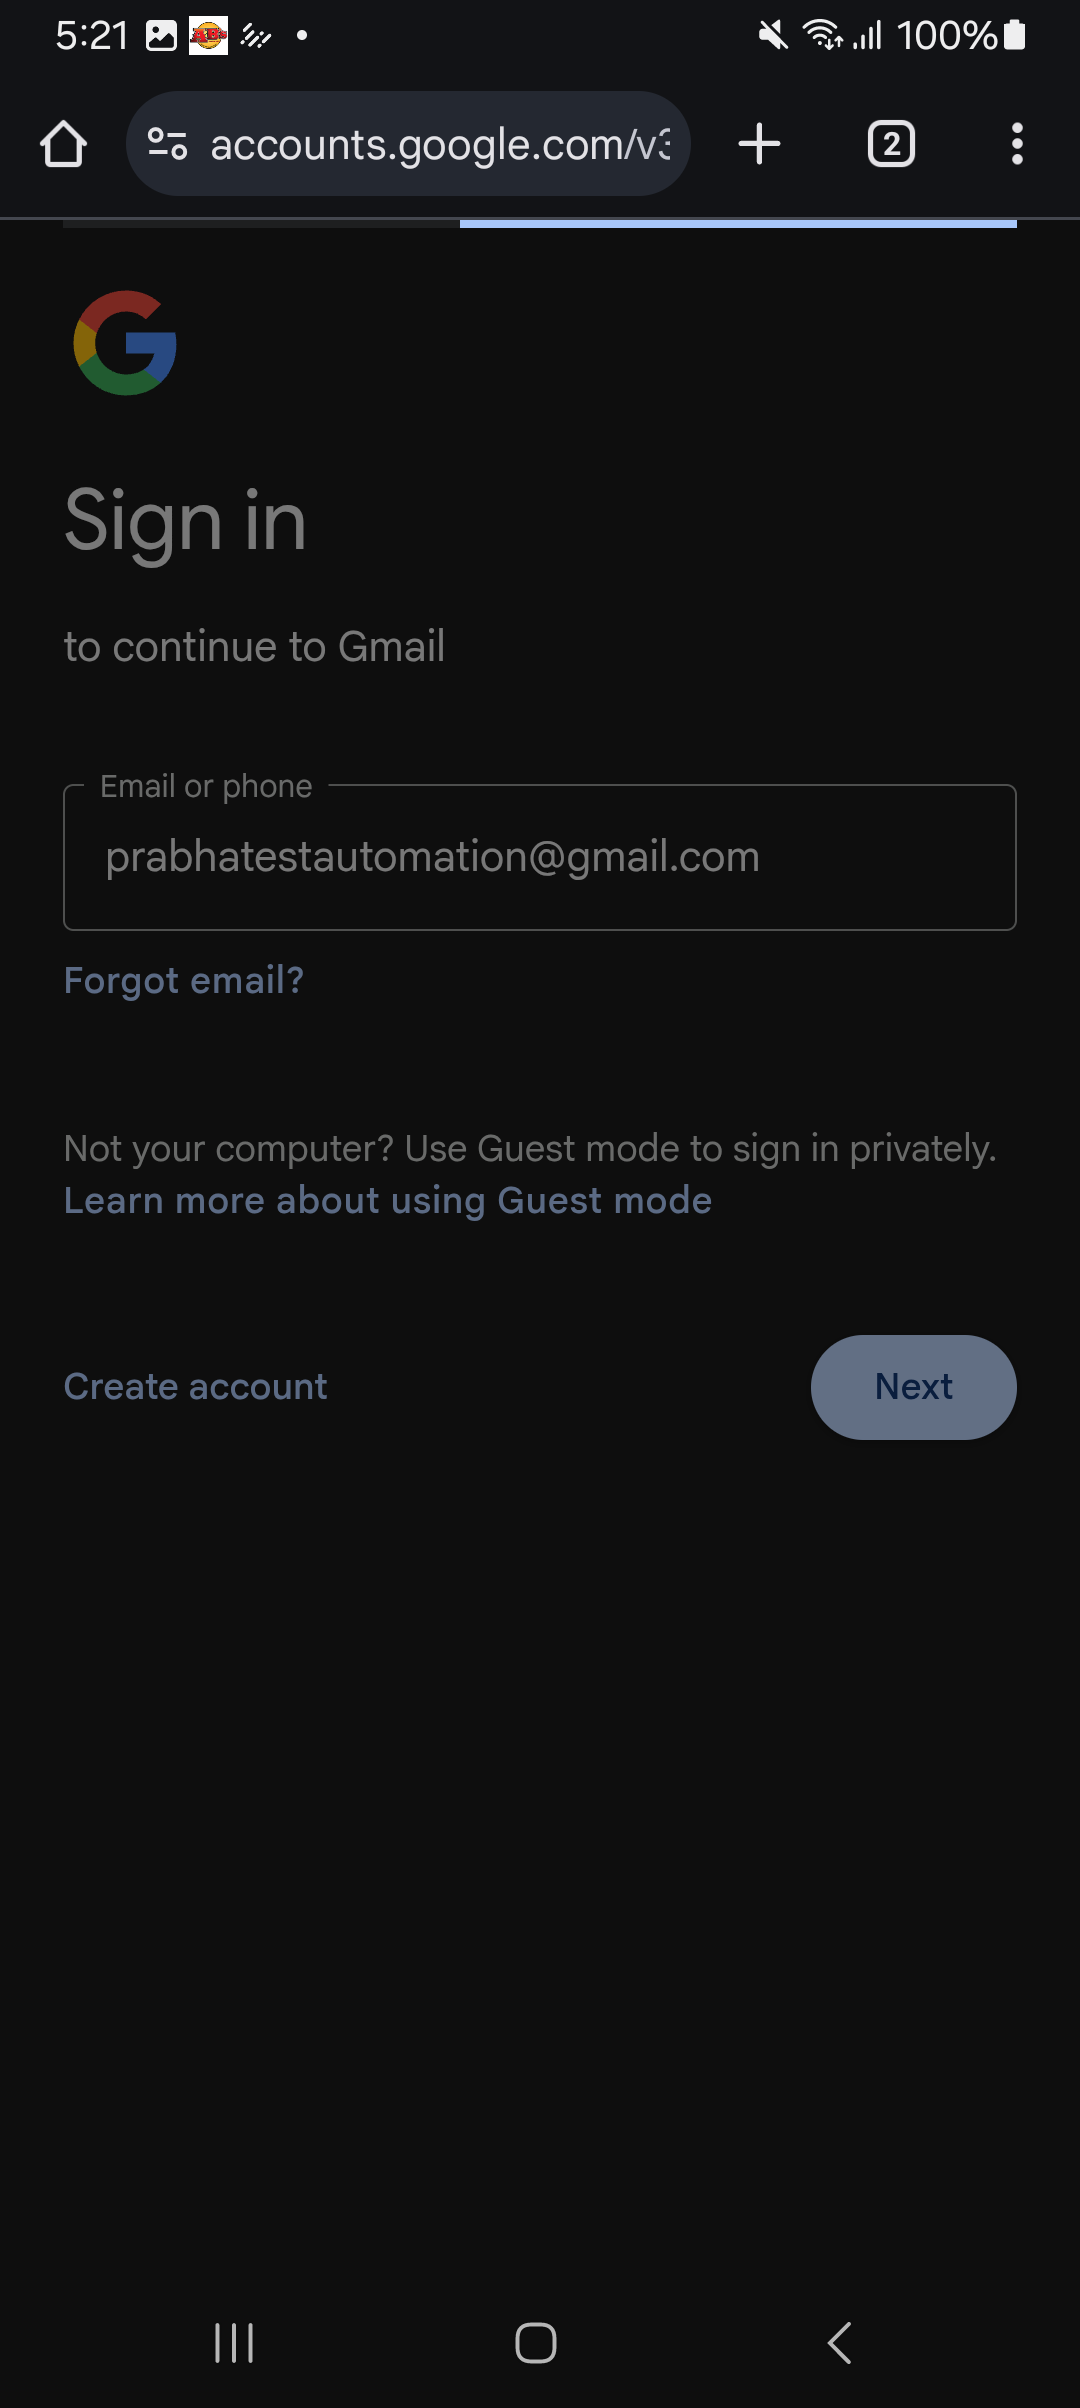 5:21
100%
accounts.google.com/v3
2
Sign in
to continue to Gmail
Email or phone
prabhatestautomation@gmail.com
Forgot email?
Not your computer? Use Guest mode to sign in privately.
Learn more about using Guest mode
Create account
Next